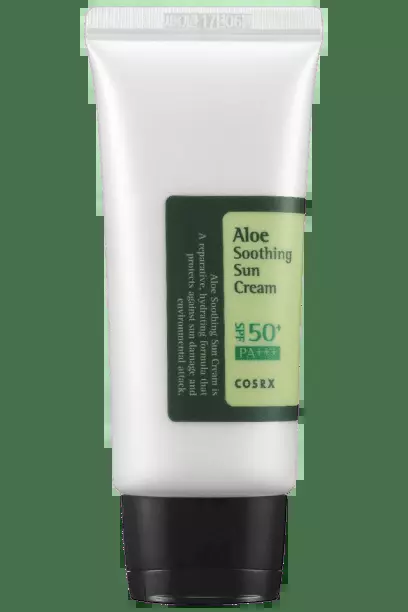 Aloe
Soothing
Sun
Cream
SPF 50+
PA+++
COSRX
Aloe Soothing Sun Cream is
A reparative, hydrating formula that
protects against sun damage and
environmental attack.